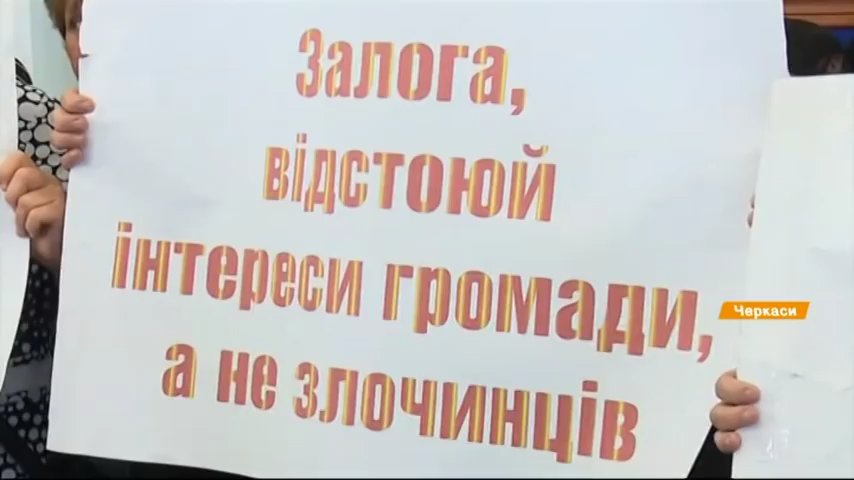 Залога,
відстоюй
інтереси громади,
а не злочинців
Черкаси